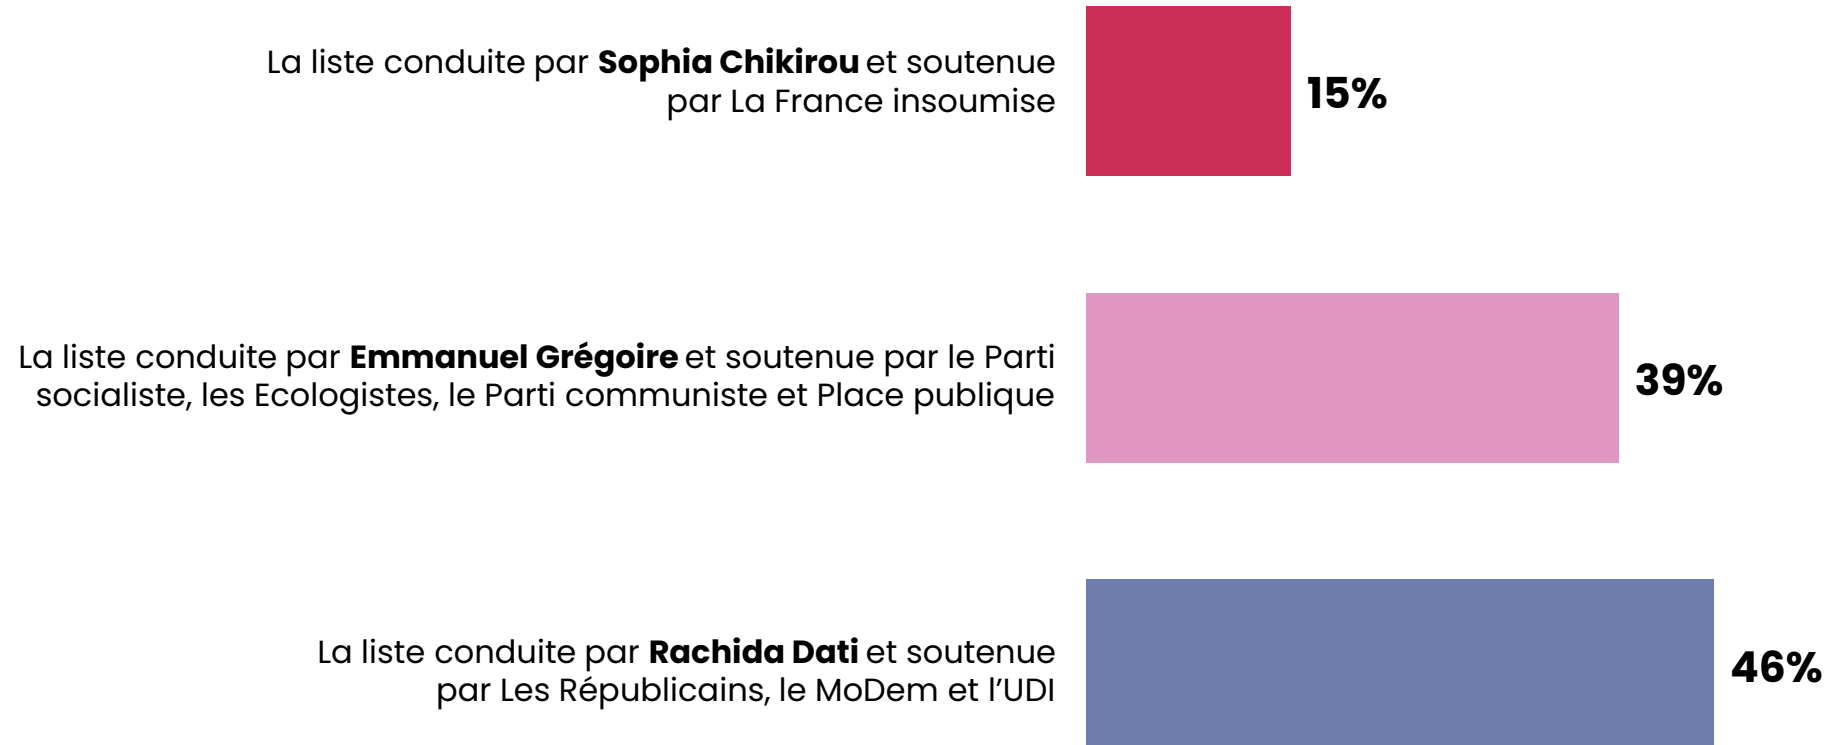 La liste conduite par Sophia Chikirou et soutenue
par La France insoumise
15%
La liste conduite par Emmanuel Grégoire et soutenue par le Parti
socialiste, les Ecologistes, le Parti communiste et Place publique
39%
La liste conduite par Rachida Dati et soutenue
par Les Républicains, le MoDem et l’UDI
46%